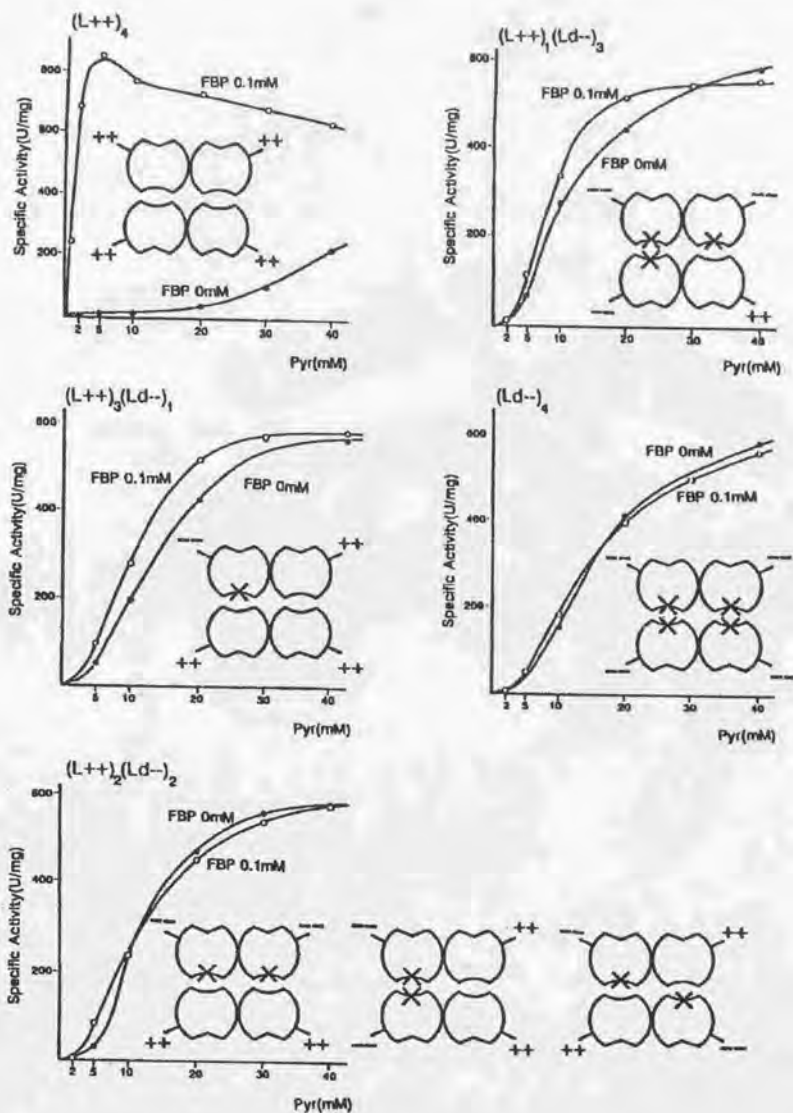 (L++)4
Specific Activity(U/mg)
800
FBP 0.1mM
600
++ ++
400
200
++ ++
FBP 0mM
2 5 10 20 30 40
Pyr(mM)
(L++)1(Ld--)3
Specific Activity(U/mg)
600
FBP 0.1mM
400
FBP 0mM
-- --
200
-- ++
2 5 10 20 30 40
Pyr(mM)
(L++)3(Ld--)1
Specific Activity(U/mg)
600
FBP 0.1mM
FBP 0mM
400
-- ++
200
++ ++
5 10 20 30 40
Pyr(mM)
(Ld--)4
Specific Activity(U/mg)
600
FBP 0mM
FBP 0.1mM
400
-- --
200
-- --
2 5 10 20 30 40
Pyr(mM)
(L++)2(Ld--)2
Specific Activity(U/mg)
600
FBP 0mM
FBP 0.1mM
400
-- -- -- ++ -- ++
200
++ ++ -- ++ ++ --
2 5 10 20 30 40
Pyr(mM)